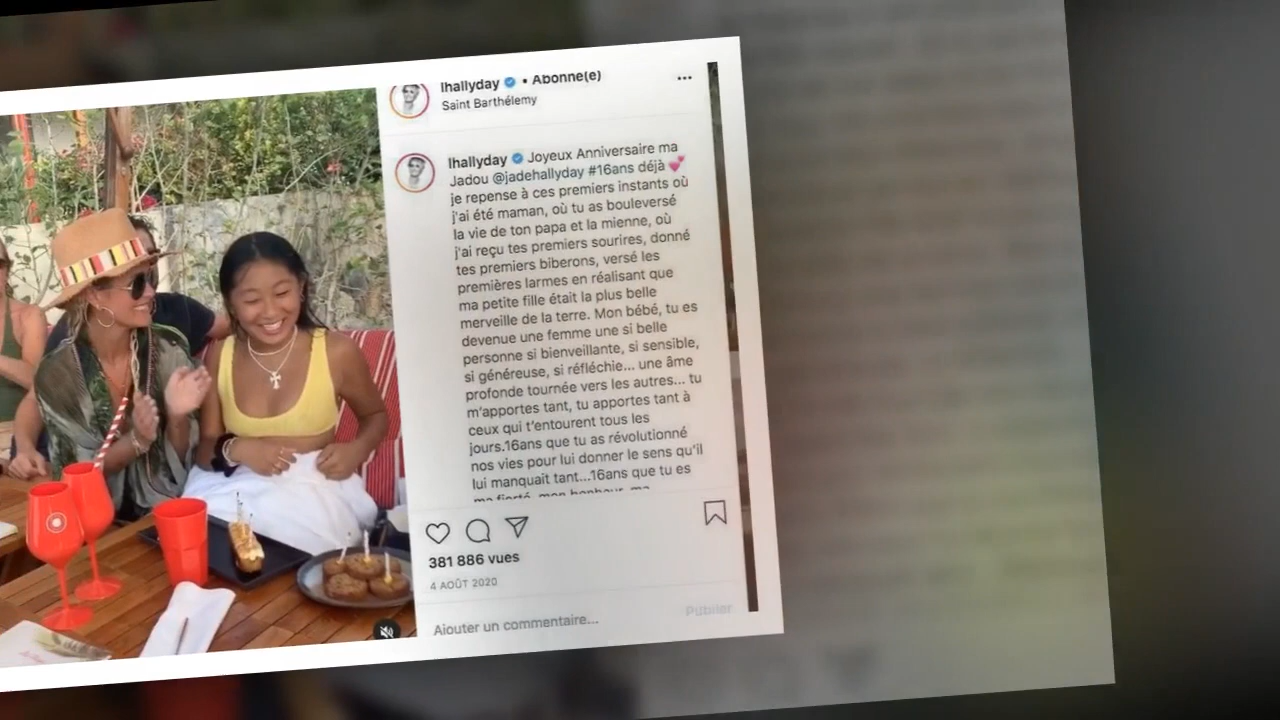 lhallyday • Abonné(e)
Saint Barthélemy
lhallyday Joyeux Anniversaire ma
Jadou @jadehallyday #16ans déjà 💕
je repense à ces premiers instants où
j'ai été maman, où tu as bouleversé
la vie de ton papa et la mienne, où
j'ai reçu tes premiers sourires, donné
tes premiers biberons, versé les
premières larmes en réalisant que
ma petite fille était la plus belle
merveille de la terre. Mon bébé, tu es
devenue une femme une si belle
personne si bienveillante, si sensible,
si généreuse, si réfléchie... une âme
profonde tournée vers les autres... tu
m'apportes tant, tu apportes tant à
ceux qui t'entourent tous les
jours.16ans que tu as révolutionné
nos vies pour lui donner le sens qu'il
lui manquait tant...16ans que tu es
ma fierté, mon bonheur, ma
381 886 vues
4 AOÛT 2020
Ajouter un commentaire...
Publier